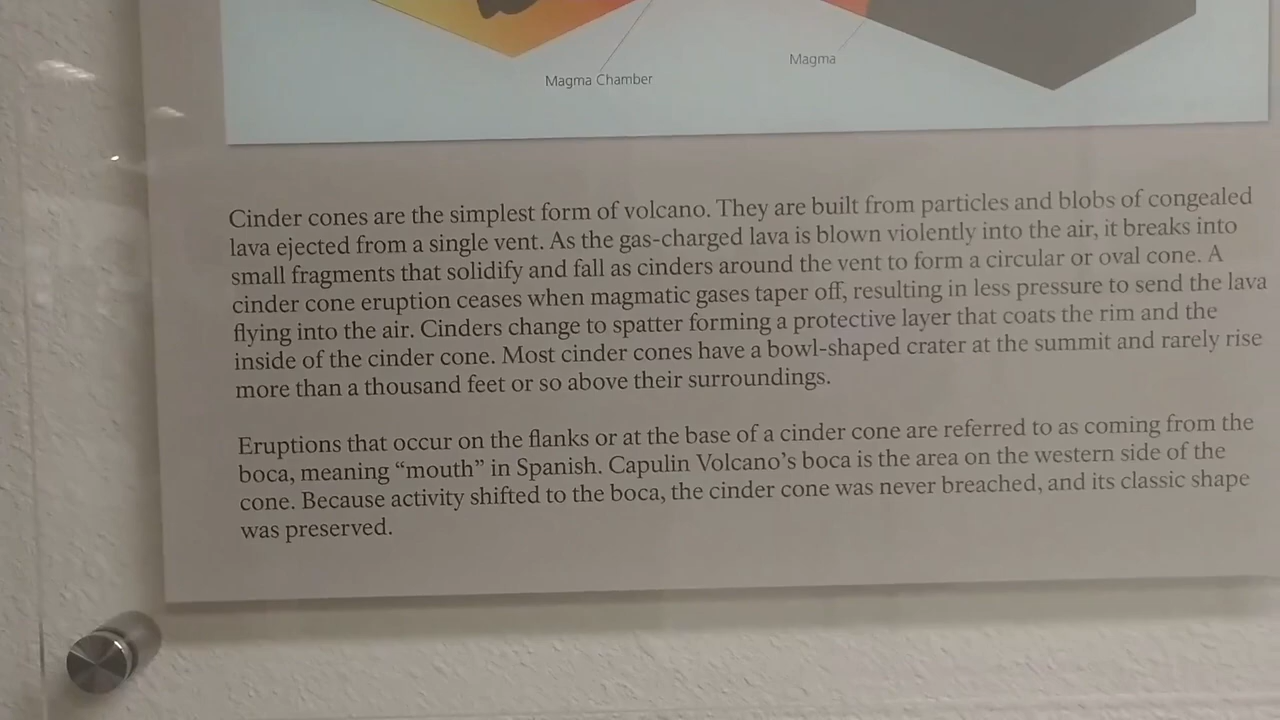 Magma Chamber
Magma
Cinder cones are the simplest form of volcano. They are built from particles and blobs of congealed
lava ejected from a single vent. As the gas-charged lava is blown violently into the air, it breaks into
small fragments that solidify and fall as cinders around the vent to form a circular or oval cone. A
cinder cone eruption ceases when magmatic gases taper off, resulting in less pressure to send the lava
flying into the air. Cinders change to spatter forming a protective layer that coats the rim and the
inside of the cinder cone. Most cinder cones have a bowl-shaped crater at the summit and rarely rise
more than a thousand feet or so above their surroundings.
Eruptions that occur on the flanks or at the base of a cinder cone are referred to as coming from the
boca, meaning “mouth” in Spanish. Capulin Volcano’s boca is the area on the western side of the
cone. Because activity shifted to the boca, the cinder cone was never breached, and its classic shape
was preserved.